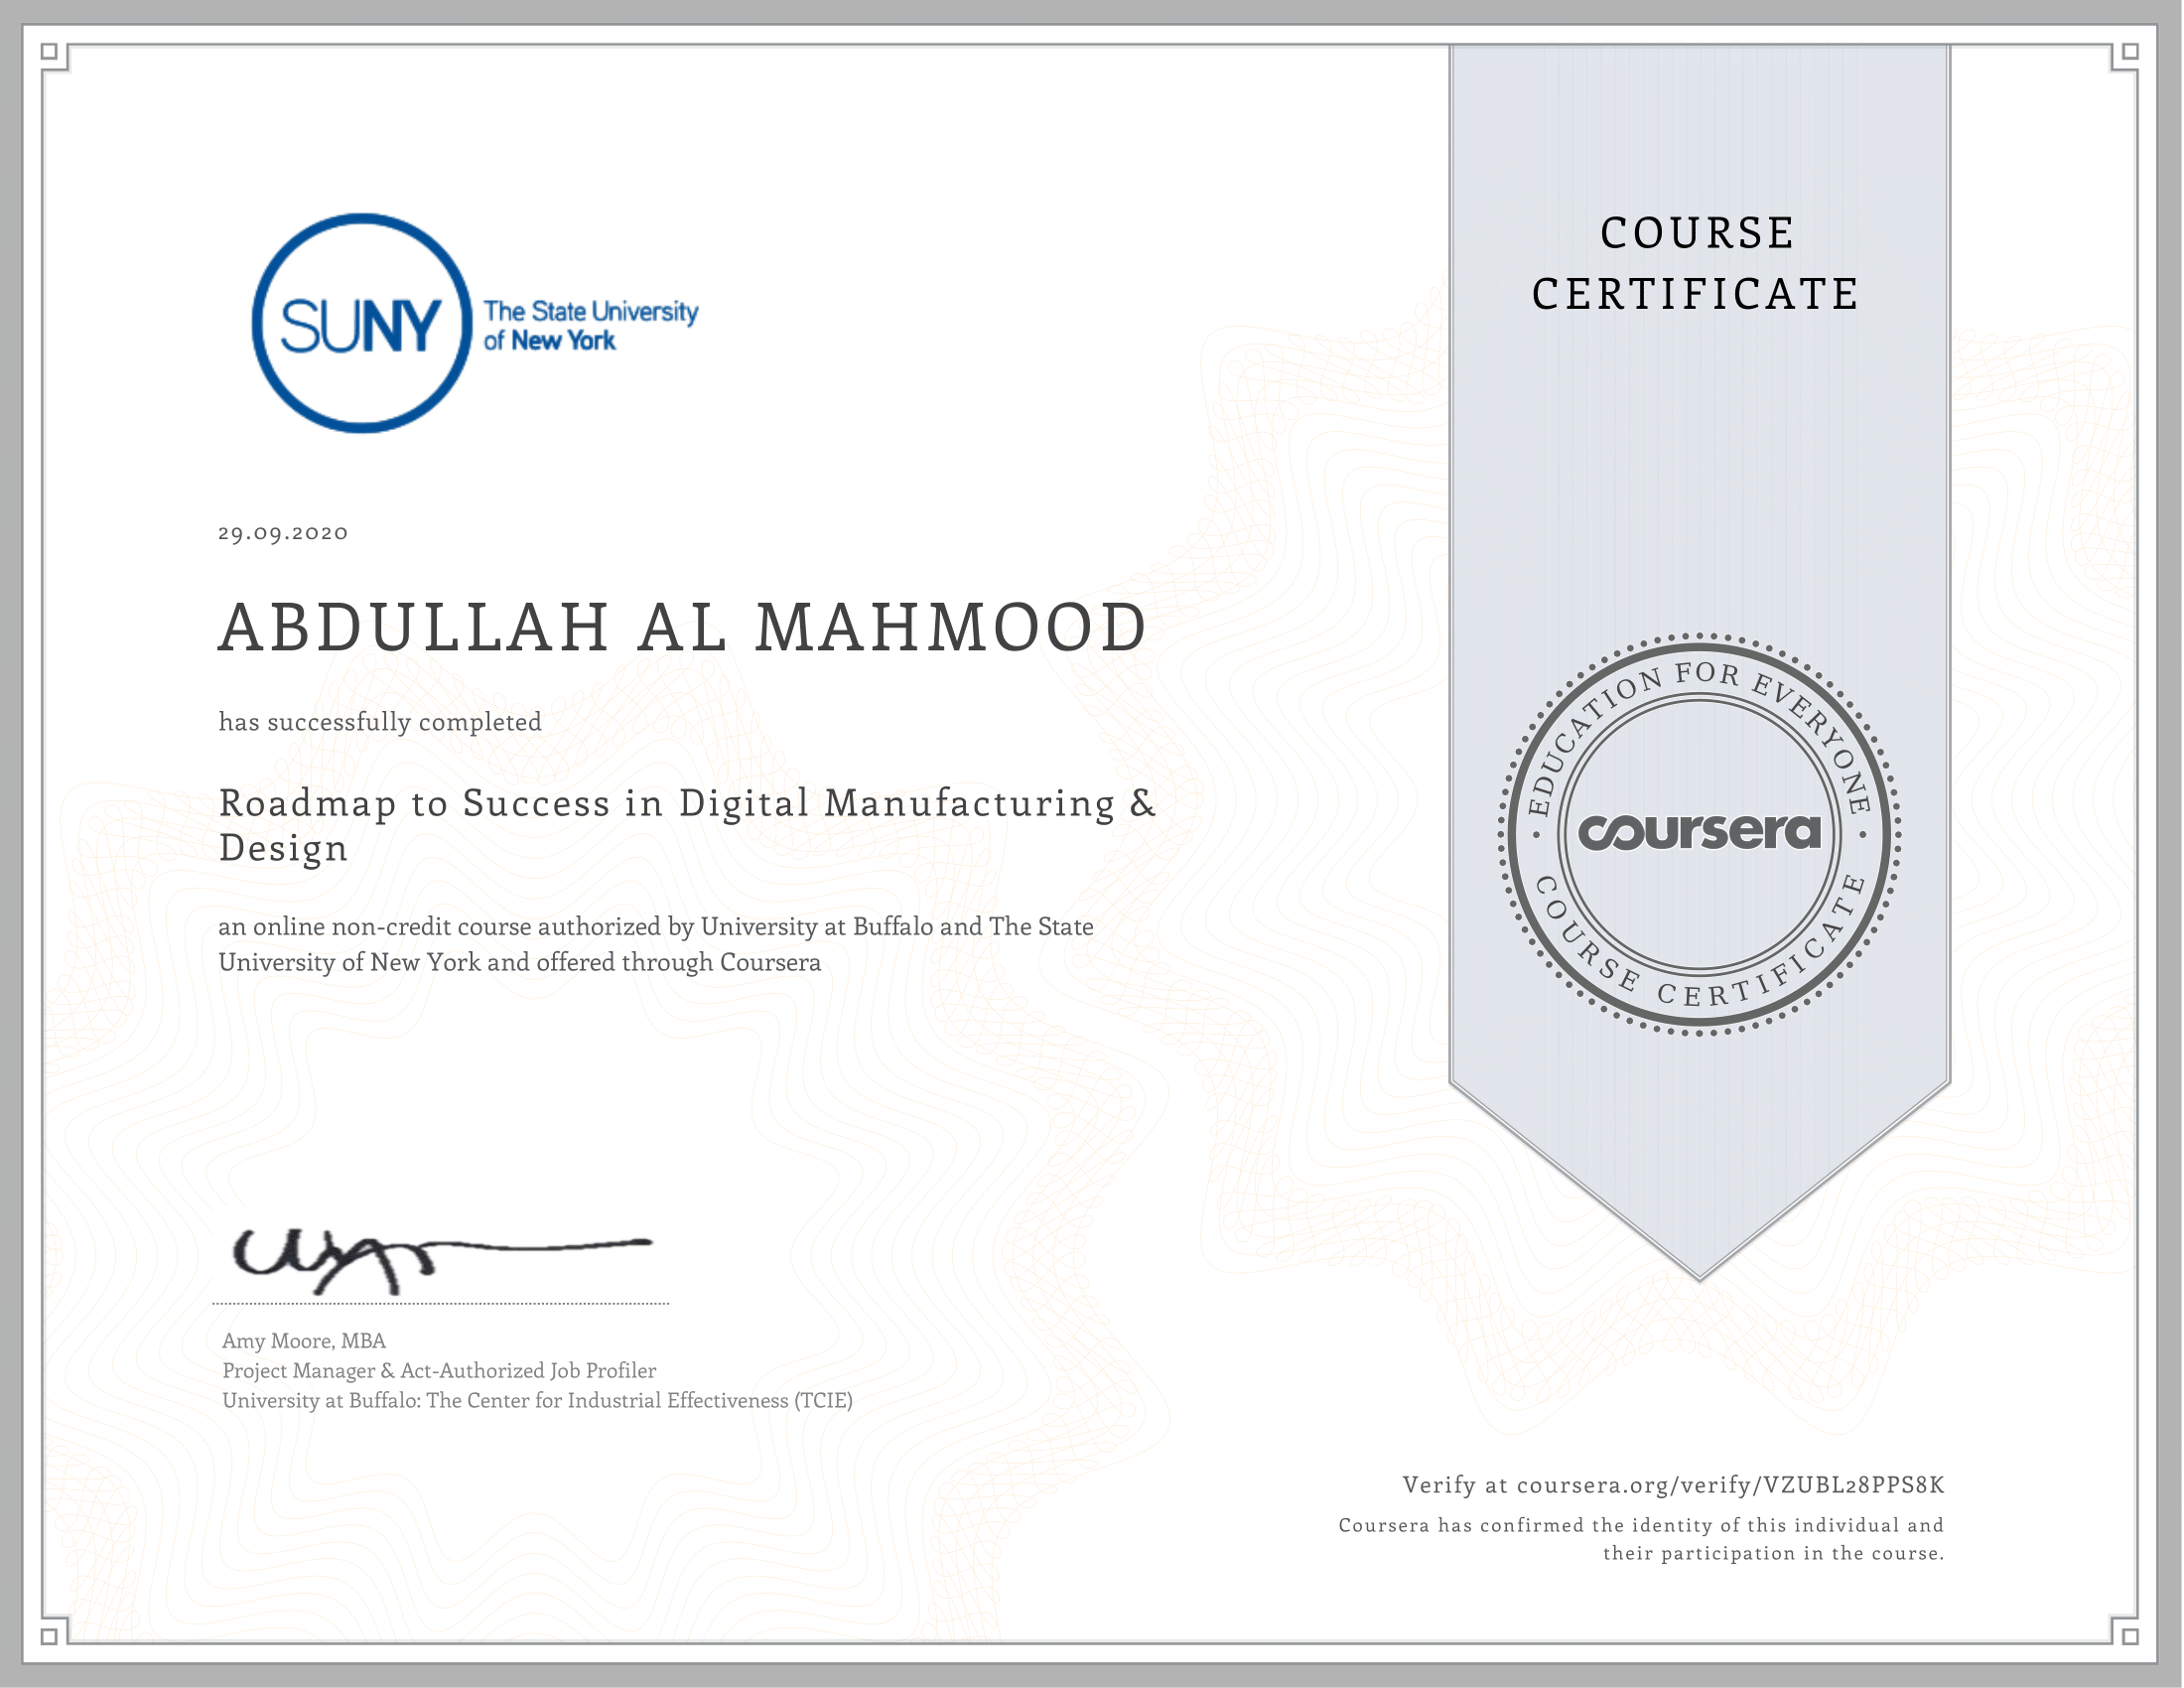 SUNY
The State University
of New York
COURSE
CERTIFICATE
29.09.2020
ABDULLAH AL MAHMOOD
has successfully completed
Roadmap to Success in Digital Manufacturing &
Design
an online non-credit course authorized by University at Buffalo and The State
University of New York and offered through Coursera
EDUCATION FOR EVERYONE
coursera
COURSE CERTIFICATE
Amy Moore, MBA
Project Manager & Act-Authorized Job Profiler
University at Buffalo: The Center for Industrial Effectiveness (TCIE)
Verify at coursera.org/verify/VZUBL28PPS8K
Coursera has confirmed the identity of this individual and
their participation in the course.